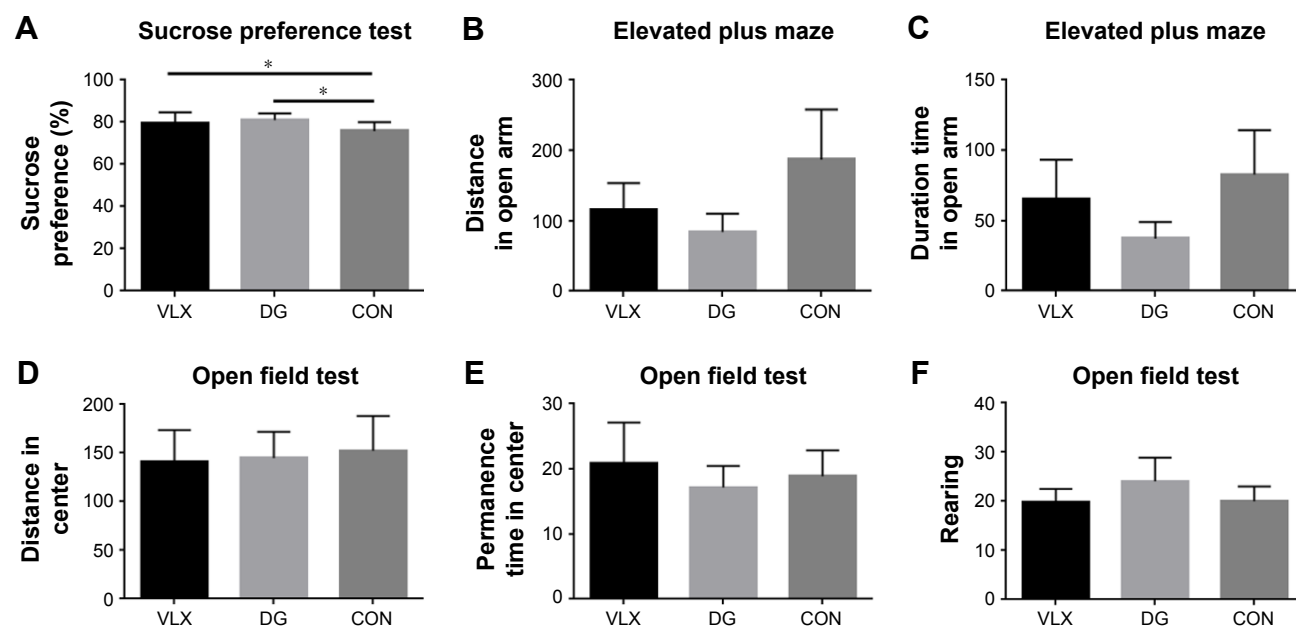 A
Sucrose preference test
*
*
Sucrose
preference (%)
100
80
60
40
20
0
VLX
DG
CON
B
Elevated plus maze
Distance
in open arm
300
200
100
0
VLX
DG
CON
C
Elevated plus maze
Duration time
in open arm
150
100
50
0
VLX
DG
CON
D
Open field test
Distance in
center
200
150
100
50
0
VLX
DG
CON
E
Open field test
Permanence
time in center
30
20
10
0
VLX
DG
CON
F
Open field test
Rearing
40
30
20
10
0
VLX
DG
CON